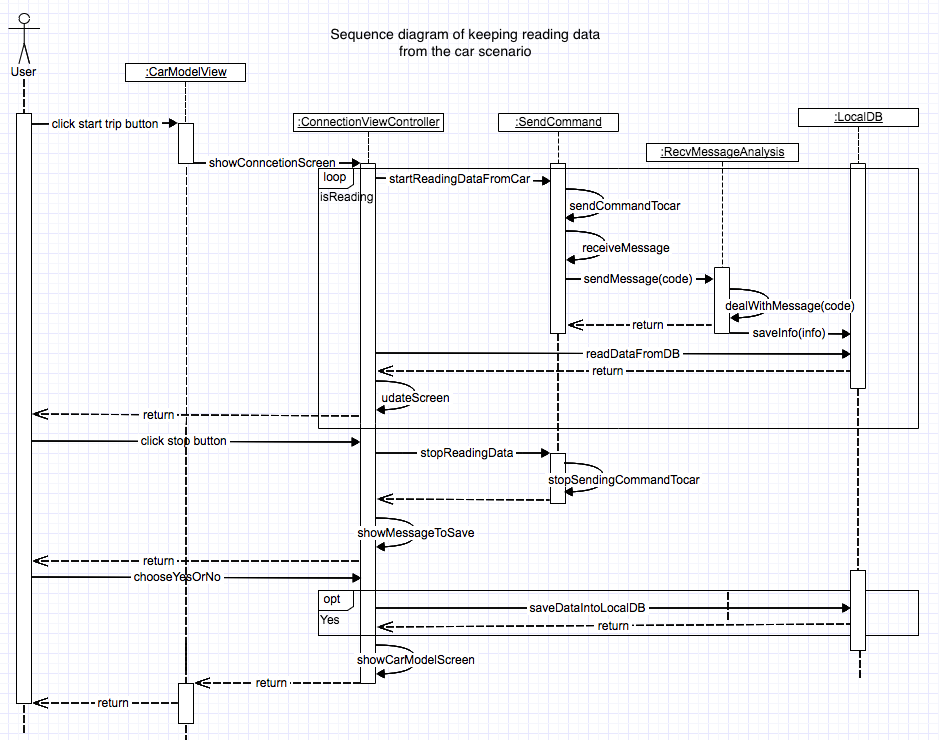 Sequence diagram of keeping reading data
from the car scenario
User
:CarModelView
:LocalDB
:ConnectionViewController
:SendCommand
click start trip button
:RecvMessageAnalysis
showConncetionScreen
loop
startReadingDataFromCar
isReading
sendCommandTocar
receiveMessage
sendMessage(code)
dealWithMessage(code)
return
saveInfo(info)
readDataFromDB
return
udateScreen
return
click stop button
stopReadingData
stopSendingCommandTocar
showMessageToSave
return
chooseYesOrNo
opt
saveDataIntoLocalDB
Yes
return
showCarModelScreen
return
return